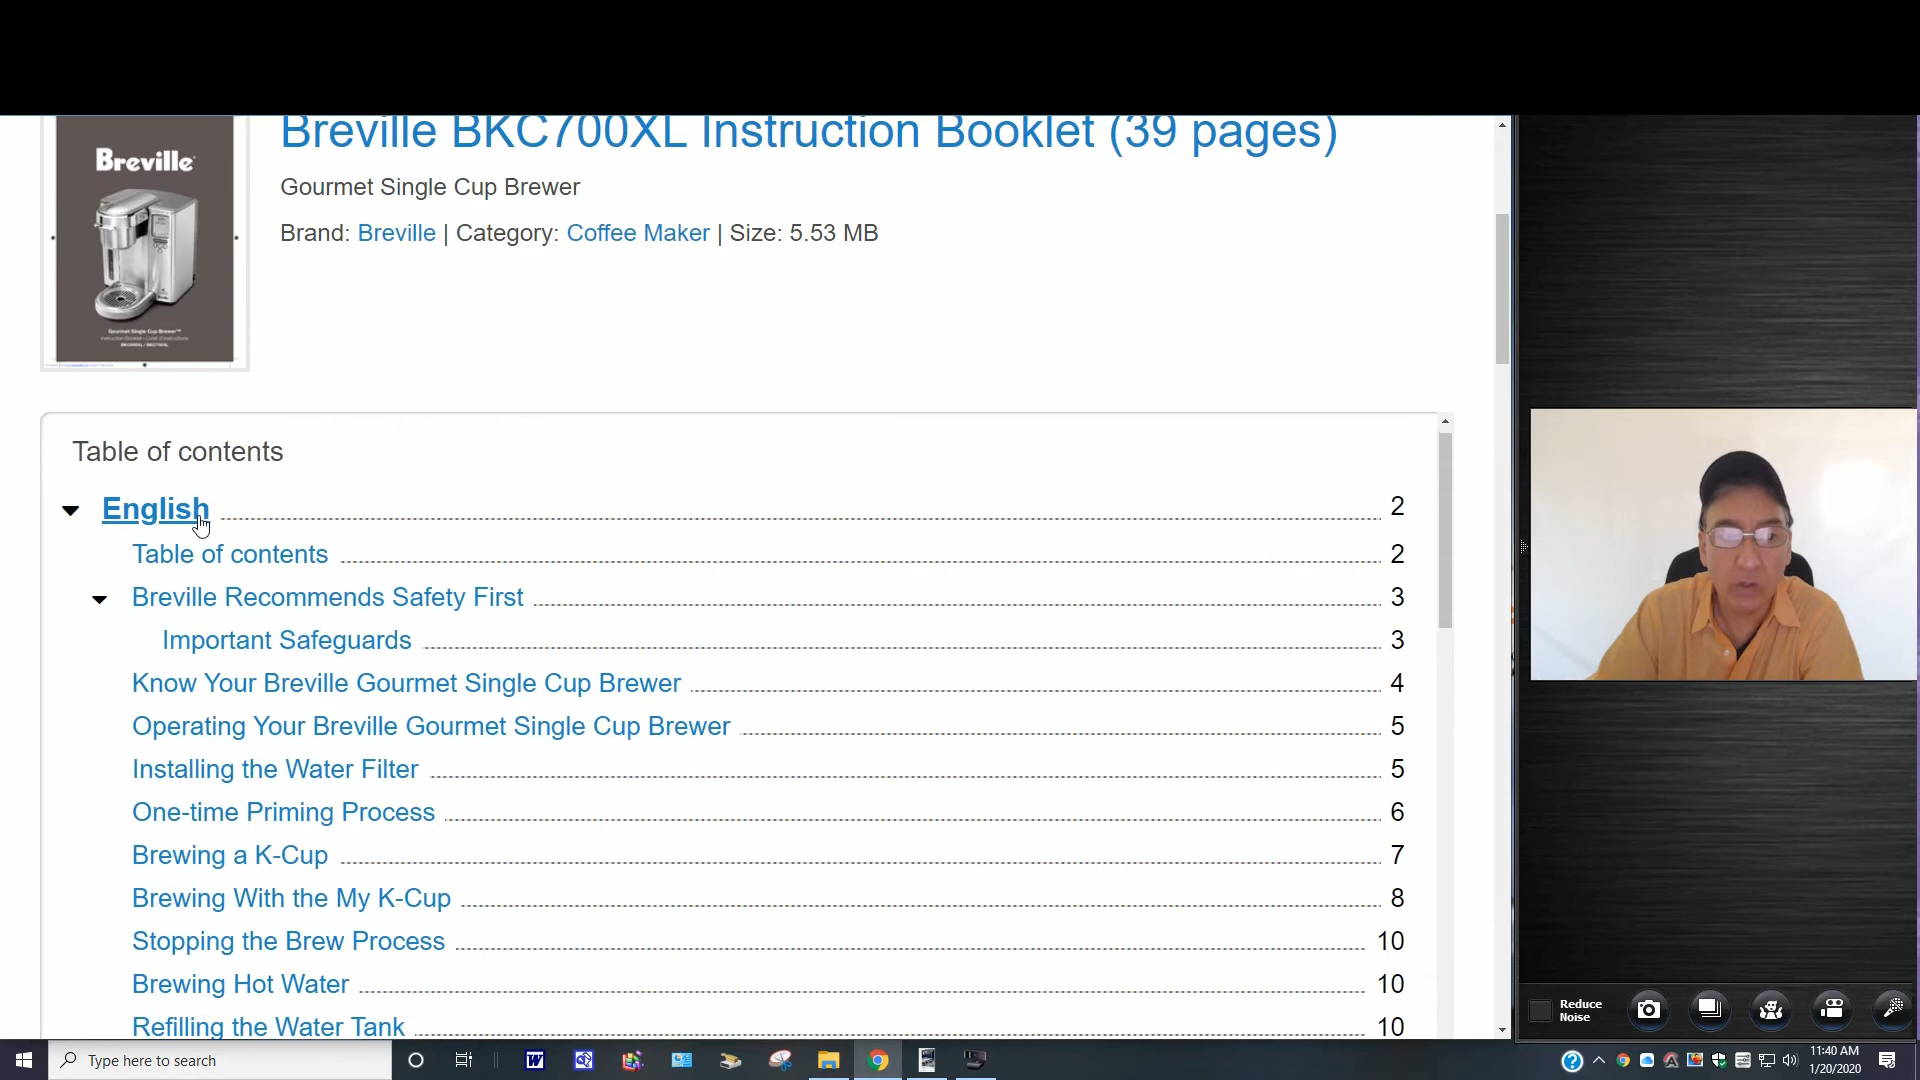 Breville BKC700XL Instruction Booklet (39 pages)
Breville
Gourmet Single Cup Brewer
Brand: Breville | Category: Coffee Maker | Size: 5.53 MB
Gourmet Single Cup Brewer™
Table of contents
English 2
Table of contents 2
Breville Recommends Safety First 3
Important Safeguards 3
Know Your Breville Gourmet Single Cup Brewer 4
Operating Your Breville Gourmet Single Cup Brewer 5
Installing the Water Filter 5
One-time Priming Process 6
Brewing a K-Cup 7
Brewing With the My K-Cup 8
Stopping the Brew Process 10
Brewing Hot Water 10
Refilling the Water Tank 10
Reduce
Noise
Type here to search
11:40 AM
1/20/2020